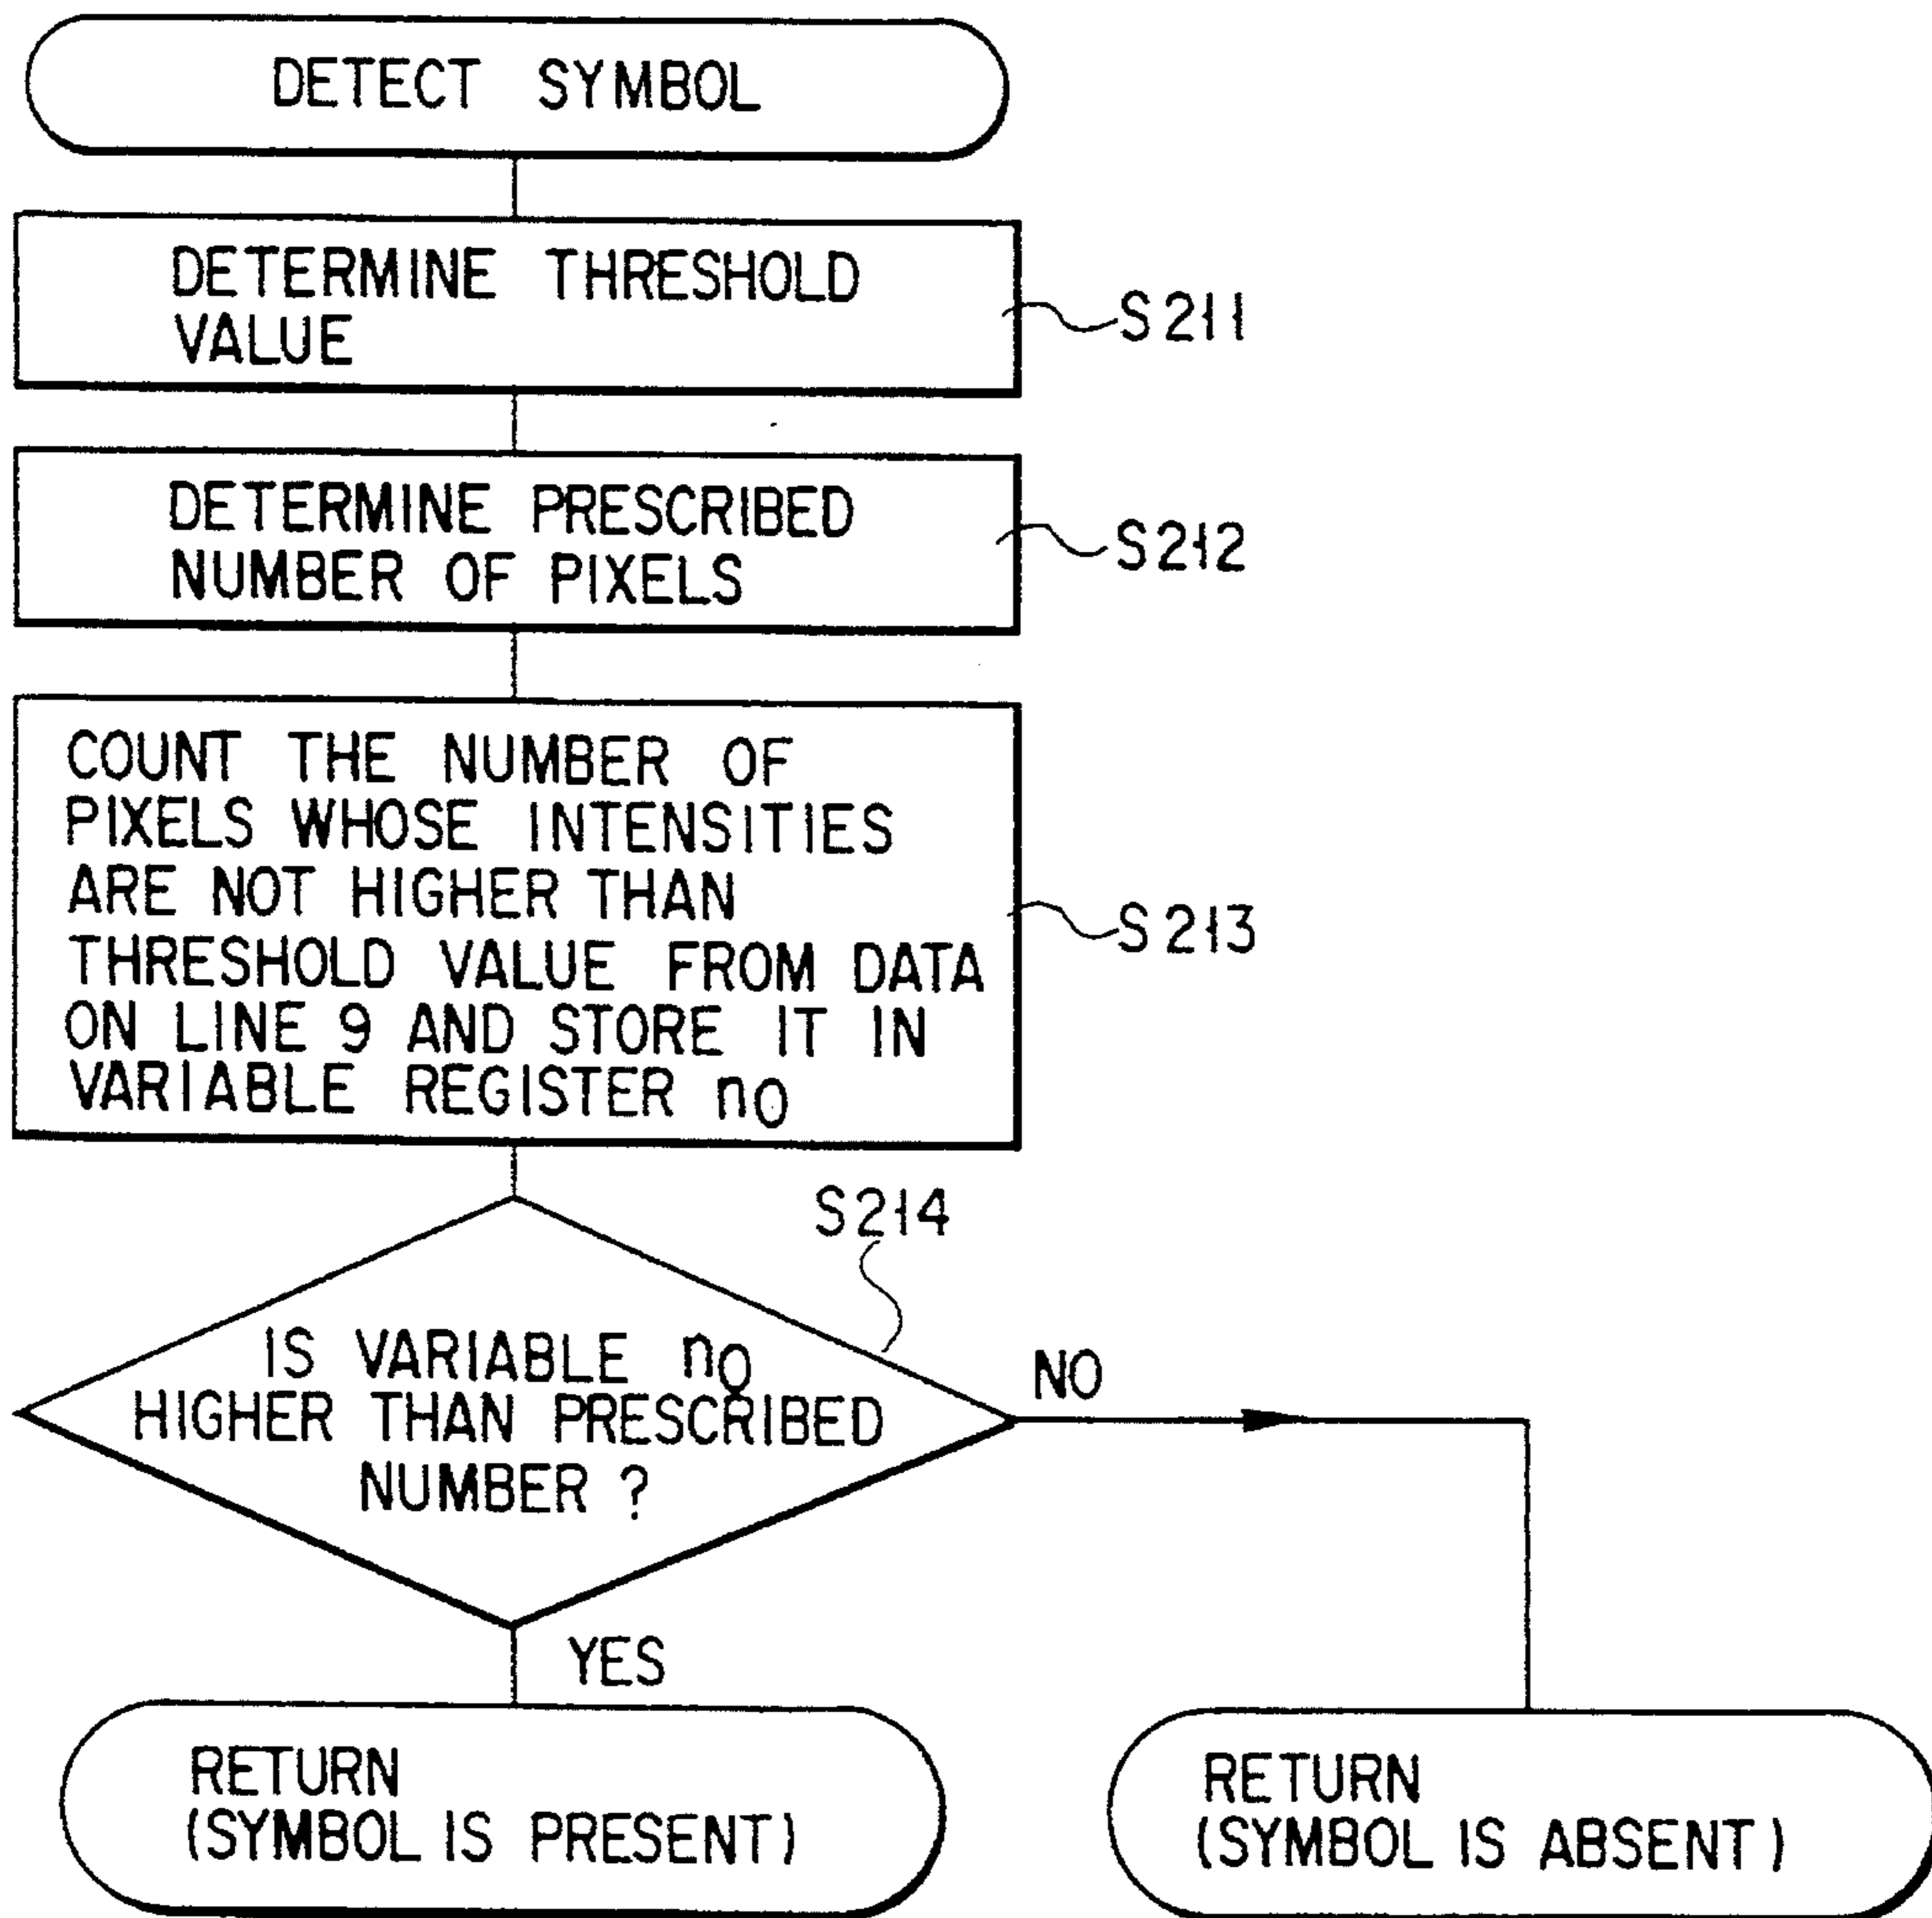 DETECT SYMBOL
DETERMINE THRESHOLD
VALUE
S211
DETERMINE PRESCRIBED
NUMBER OF PIXELS
S212
COUNT THE NUMBER OF
PIXELS WHOSE INTENSITIES
ARE NOT HIGHER THAN
THRESHOLD VALUE FROM DATA
ON LINE 9 AND STORE IT IN
VARIABLE REGISTER n0
S213
S214
IS VARIABLE n0
HIGHER THAN PRESCRIBED
NUMBER ?
NO
YES
RETURN
(SYMBOL IS PRESENT)
RETURN
(SYMBOL IS ABSENT)